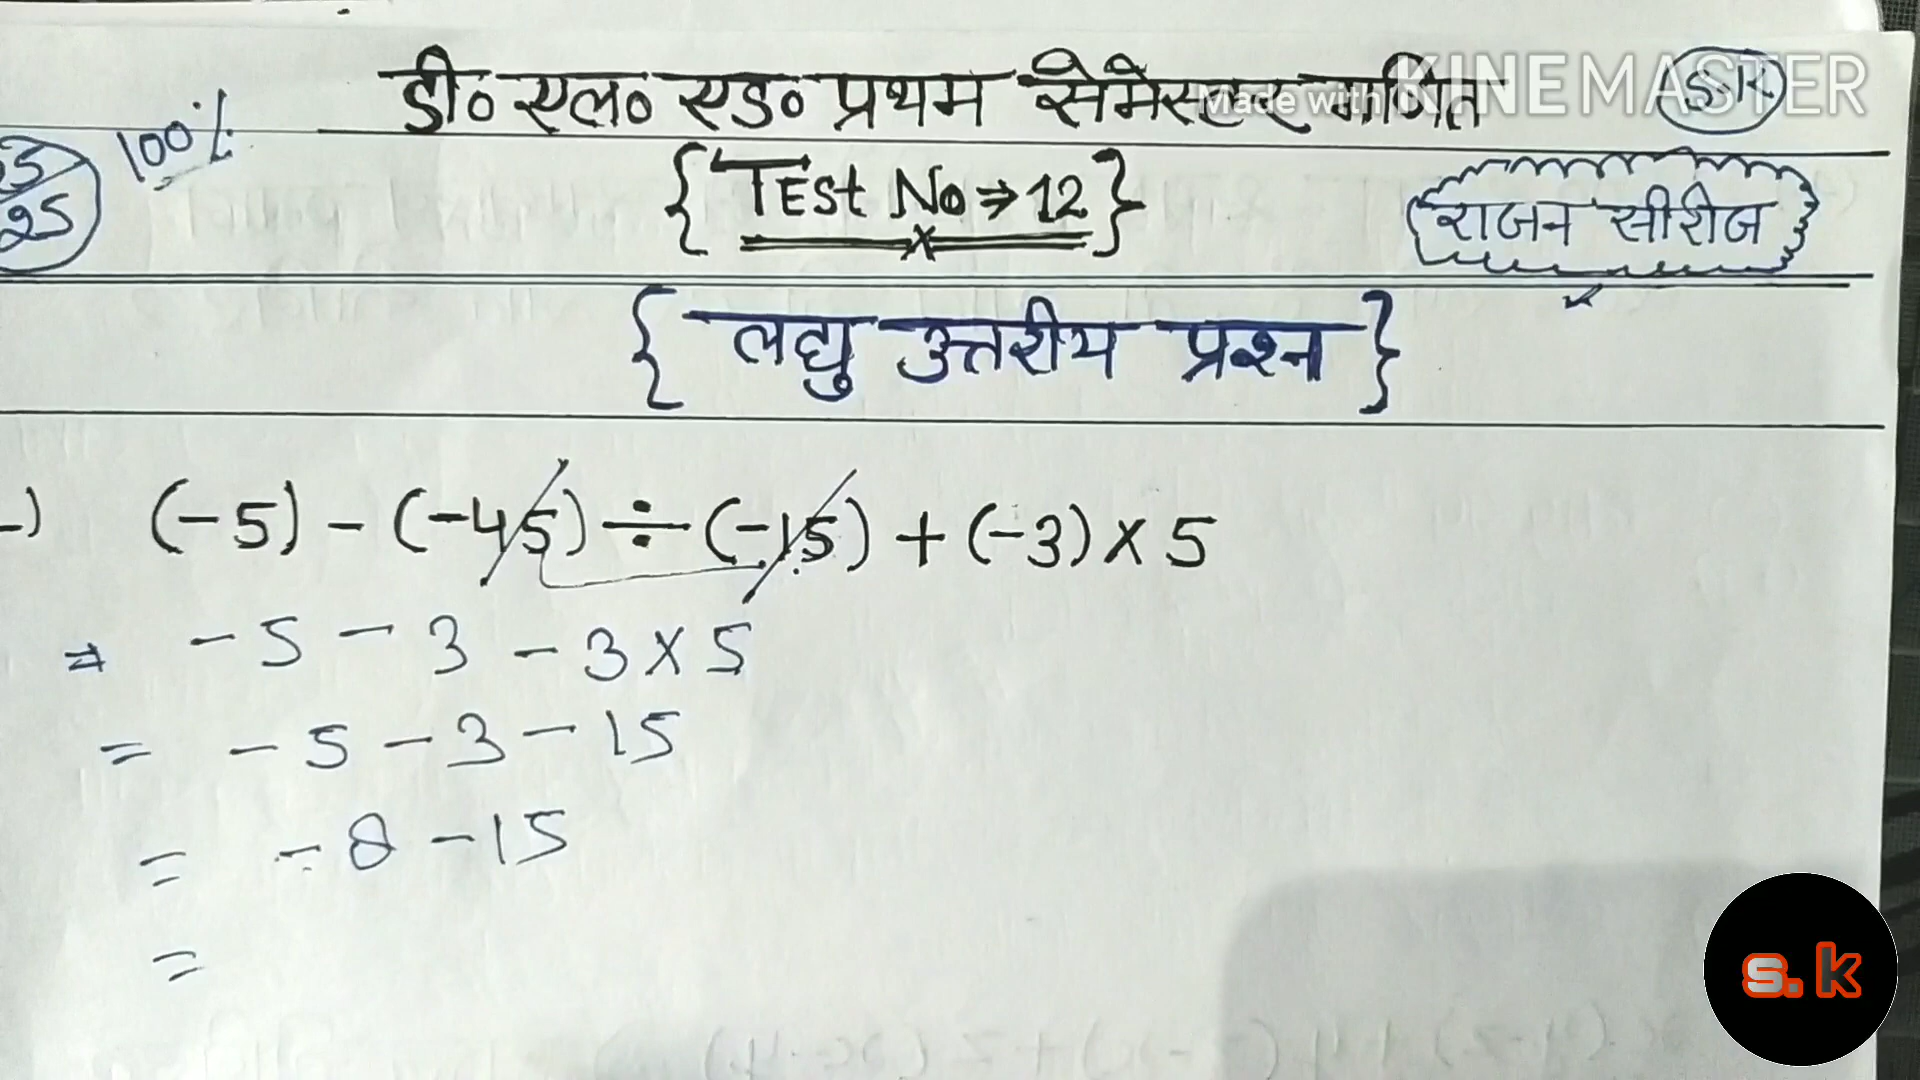 डी० एल० एड० प्रथम सेमेस्टर गणित
Made with KINEMASTER
S.K
100%
25
{ TEst No ⇒ 12 }
राजन सीरीज
{ लघु उत्तरीय प्रश्न }
(-5) - (-45) ÷ (-15) + (-3) × 5
⇒ - 5 - 3 - 3 × 5
= - 5 - 3 - 15
= - 8 - 15
=
s.k